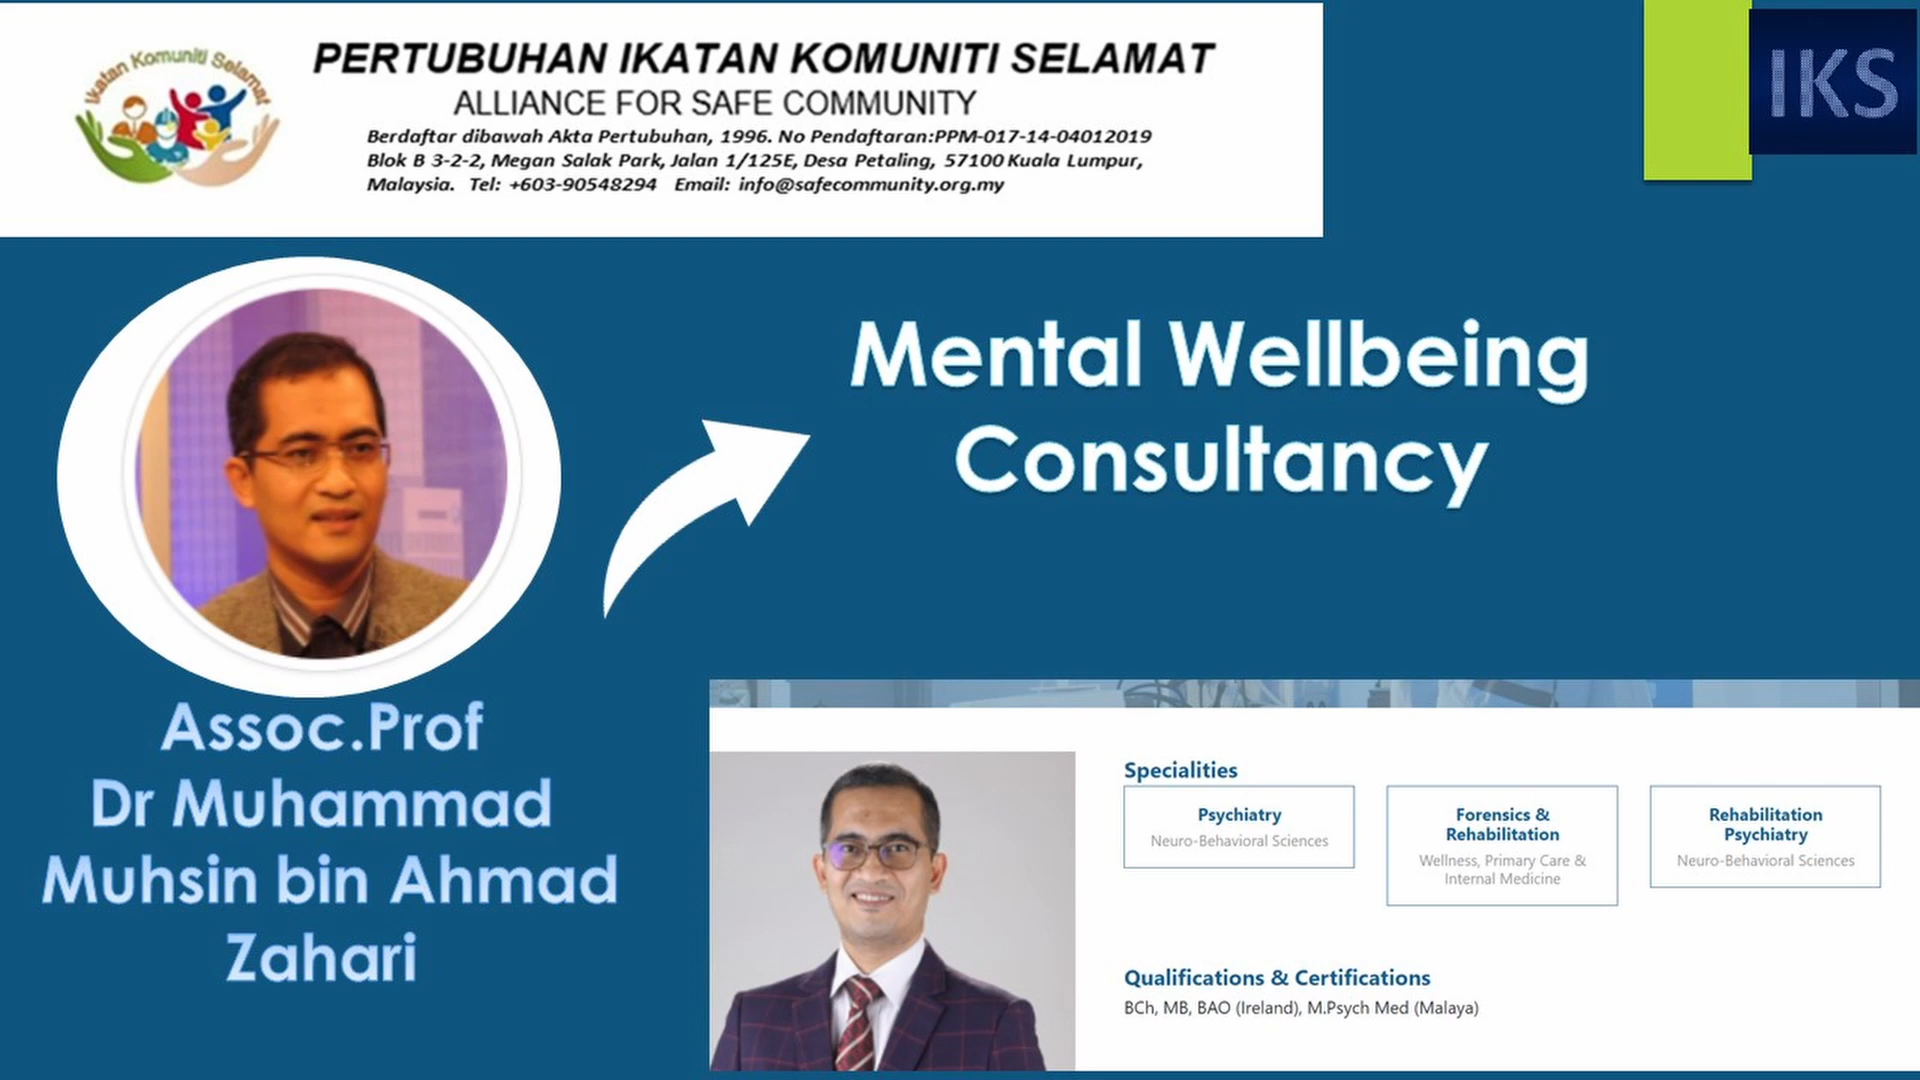 Ikatan Komuniti Selamat
PERTUBUHAN IKATAN KOMUNITI SELAMAT
ALLIANCE FOR SAFE COMMUNITY
Berdaftar dibawah Akta Pertubuhan, 1996. No Pendaftaran:PPM-017-14-04012019
Blok B 3-2-2, Megan Salak Park, Jalan 1/125E, Desa Petaling, 57100 Kuala Lumpur,
Malaysia. Tel: +603-90548294 Email: info@safecommunity.org.my
IKS
Mental Wellbeing
Consultancy
Assoc.Prof
Dr Muhammad
Muhsin bin Ahmad
Zahari
Specialities
Psychiatry
Neuro-Behavioral Sciences
Forensics &
Rehabilitation
Wellness, Primary Care &
Internal Medicine
Rehabilitation
Psychiatry
Neuro-Behavioral Sciences
Qualifications & Certifications
BCh, MB, BAO (Ireland), M.Psych Med (Malaya)